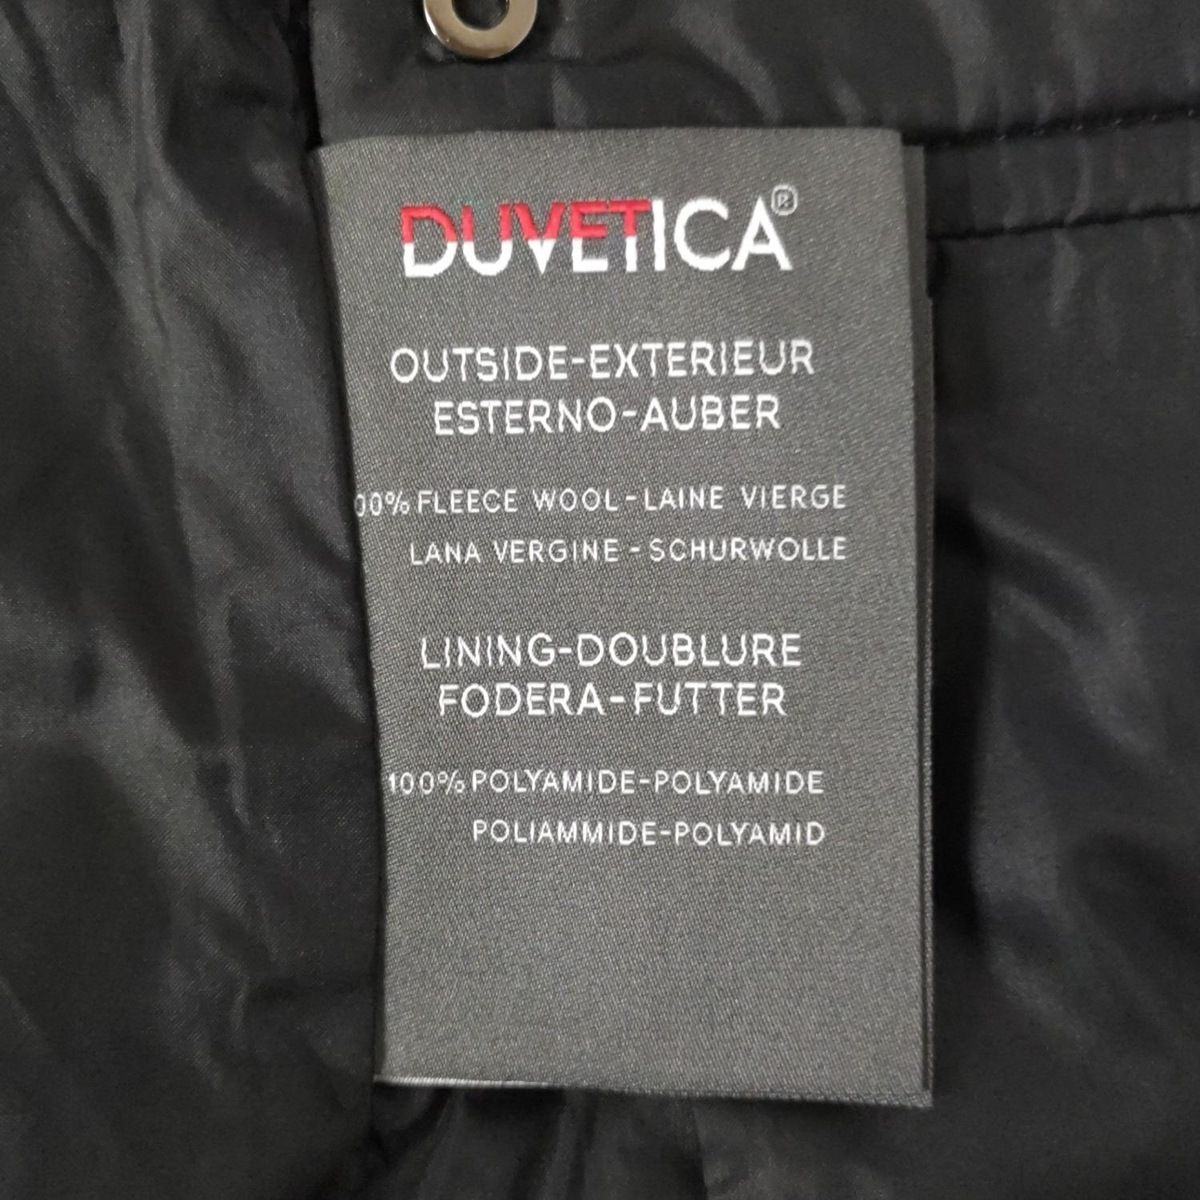 DUVETICA®
OUTSIDE-EXTERIEUR
ESTERNO-AUBER
00% FLEECE WOOL-LAINE VIERGE
LANA VERGINE - SCHURWOLLE
LINING-DOUBLURE
FODERA-FUTTER
100% POLYAMIDE-POLYAMIDE
POLIAMMIDE-POLYAMID